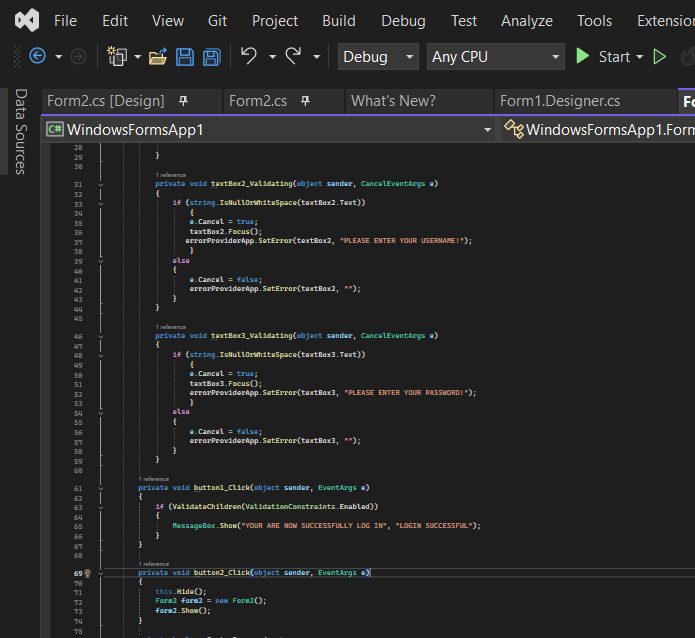 File Edit View Git Project Build Debug Test Analyze Tools Extension
Debug Any CPU Start
Form2.cs [Design] Form2.cs What's New? Form1.Designer.cs Fo
Data Sources
C# WindowsFormsApp1 WindowsFormsApp1.Form
28
29 }
30
1 reference
31 private void textBox2_Validating(object sender, CancelEventArgs e)
32 {
33 if (string.IsNullOrWhiteSpace(textBox2.Text))
34 {
35 e.Cancel = true;
36 textBox2.Focus();
37 errorProviderApp.SetError(textBox2, "PLEASE ENTER YOUR USERNAME!");
38 }
39 else
40 {
41 e.Cancel = false;
42 errorProviderApp.SetError(textBox2, "");
43 }
44 }
45
1 reference
46 private void textBox3_Validating(object sender, CancelEventArgs e)
47 {
48 if (string.IsNullOrWhiteSpace(textBox3.Text))
49 {
50 e.Cancel = true;
51 textBox3.Focus();
52 errorProviderApp.SetError(textBox3, "PLEASE ENTER YOUR PASSWORD!");
53 }
54 else
55 {
56 e.Cancel = false;
57 errorProviderApp.SetError(textBox3, "");
58 }
59 }
60
1 reference
61 private void button1_Click(object sender, EventArgs e)
62 {
63 if (ValidateChildren(ValidationConstraints.Enabled))
64 {
65 MessageBox.Show("YOUR ARE NOW SUCCESSFULLY LOG IN", "LOGIN SUCCESSFUL");
66 }
67 }
68
1 reference
69 private void button2_Click(object sender, EventArgs e)
70 {
71 this.Hide();
72 Form2 form2 = new Form2();
73 form2.Show();
74 }
75